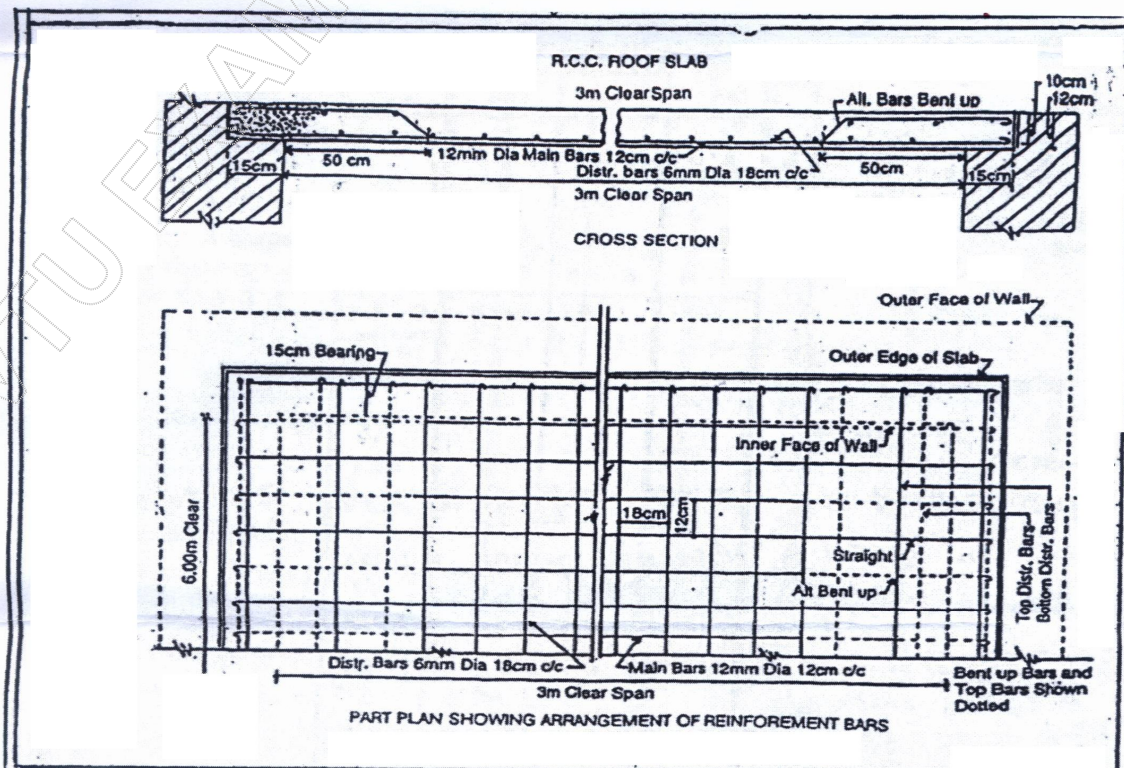 R.C.C. ROOF SLAB
3m Clear Span
10cm
12cm
Alt. Bars Bent up
15cm
50 cm
12mm Dia Main Bars 12cm c/c
Distr. bars 6mm Dia 18cm c/c
50cm
15cm
3m Clear Span
CROSS SECTION
Outer Face of Wall
15cm Bearing
Outer Edge of Slab
Inner Face of Wall
6.00m Clear
18cm
12cm
Straight
Alt Bent up
Top Distr. Bars
Bottom Distr. Bars
Distr. Bars 6mm Dia 18cm c/c
Main Bars 12mm Dia 12cm c/c
Bent up Bars and
Top Bars Shown
Dotted
3m Clear Span
PART PLAN SHOWING ARRANGEMENT OF REINFOREMENT BARS